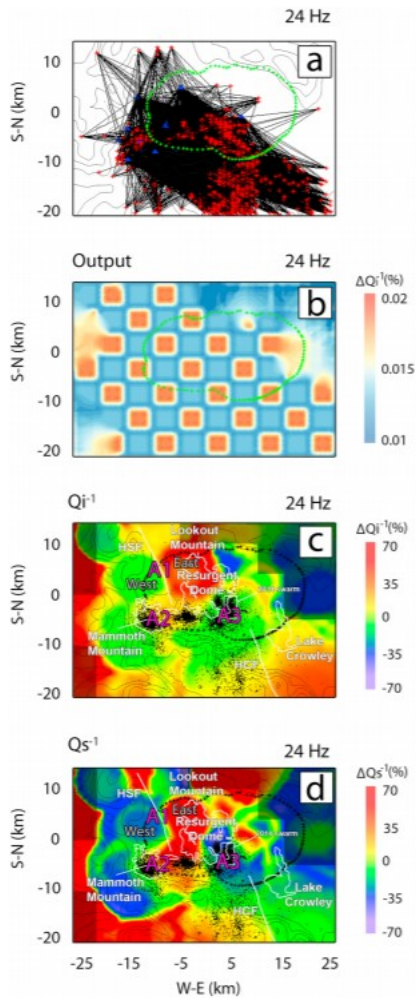 24 Hz
a
S-N (km)
10
0
-10
-20
Output
24 Hz
b
ΔQi⁻¹(%)
0.02
0.015
0.01
S-N (km)
10
0
-10
-20
Qi⁻¹
24 Hz
c
ΔQi⁻¹(%)
70
35
0
-35
-70
S-N (km)
10
0
-10
-20
Lookout
Mountain
HSF
A1
East
West
Resurgent
Dome
swarm
A2
A3
Mammoth
Mountain
Lake
Crowley
HCF
Qs⁻¹
24 Hz
d
ΔQs⁻¹(%)
70
35
0
-35
-70
S-N (km)
10
0
-10
-20
Lookout
Mountain
HSF
A1
East
West
Resurgent
Dome
swarm
A2
A3
Mammoth
Mountain
Lake
Crowley
HCF
-25 -15 -5 5 15 25
W-E (km)